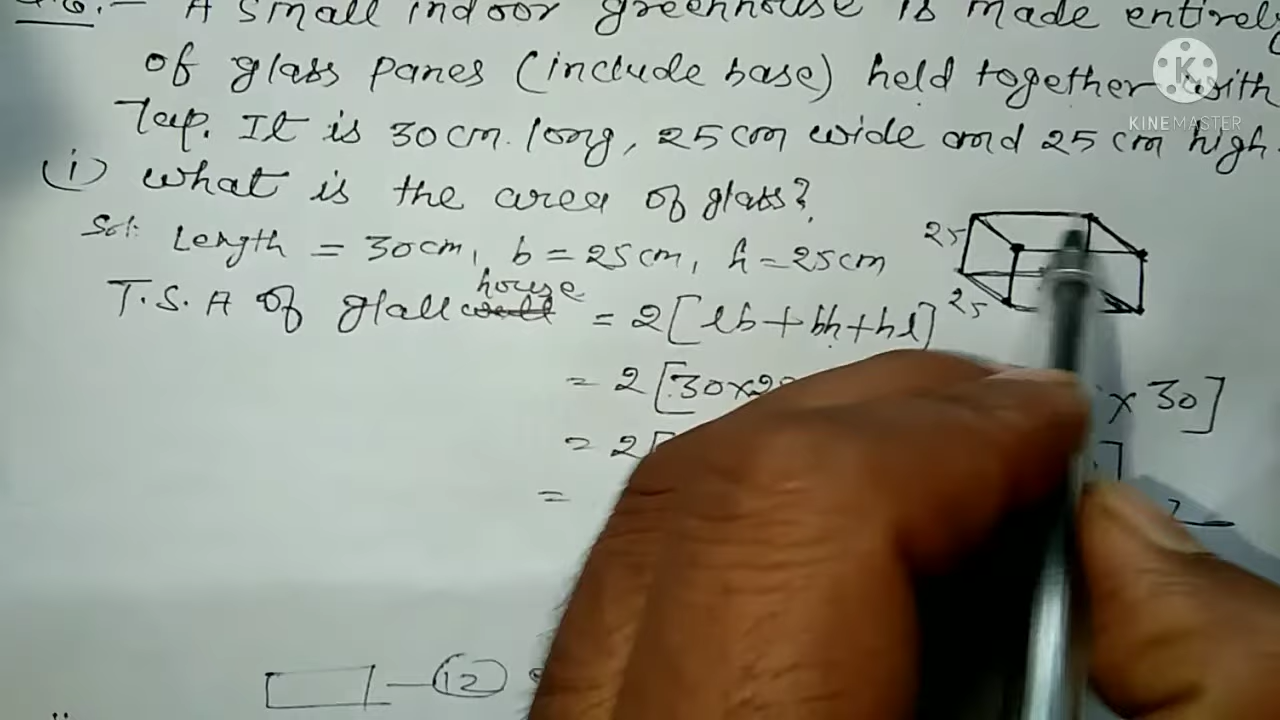 A small indoor greenhouse is made entirely
of glass panes (include base) held together with
Tap. It is 30cm long, 25cm wide and 25cm high.
(i) what is the area of glass?
Sol: Length = 30cm, b = 25cm, h = 25cm
25
house
T.S.A of glall = 2[lb+bh+hl]
25
= 2[30x2 x 30]
= 2[ ]
=
12
KINEMASTER